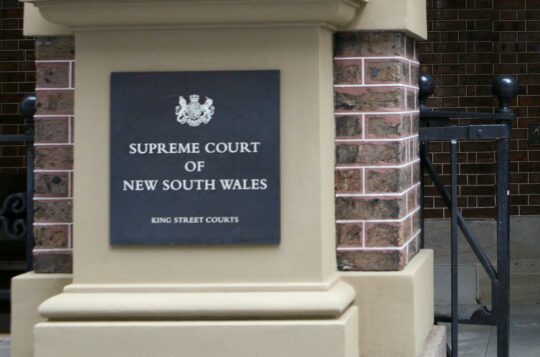 SUPREME COURT
OF
NEW SOUTH WALES
KING STREET COURTS